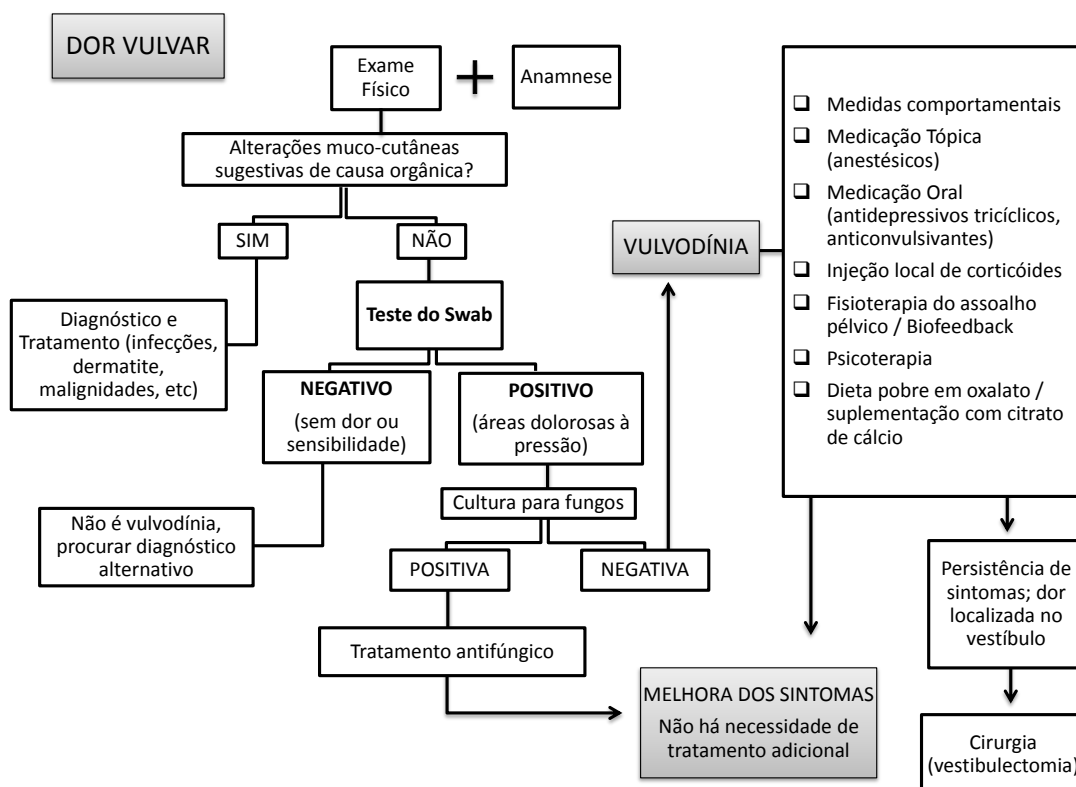 DOR VULVAR
Exame
Físico
Anamnese
Alterações muco-cutâneas
sugestivas de causa orgânica?
SIM
NÃO
Diagnóstico e
Tratamento (infecções,
dermatite,
malignidades, etc)
Teste do Swab
NEGATIVO
(sem dor ou
sensibilidade)
POSITIVO
(áreas dolorosas à
pressão)
Não é vulvodínia,
procurar diagnóstico
alternativo
Cultura para fungos
POSITIVA
NEGATIVA
Tratamento antifúngico
VULVODÍNIA
Medidas comportamentais
Medicação Tópica
(anestésicos)
Medicação Oral
(antidepressivos tricíclicos,
anticonvulsivantes)
Injeção local de corticóides
Fisioterapia do assoalho
pélvico / Biofeedback
Psicoterapia
Dieta pobre em oxalato /
suplementação com citrato
de cálcio
MELHORA DOS SINTOMAS
Não há necessidade de
tratamento adicional
Persistência de
sintomas; dor
localizada no
vestíbulo
Cirurgia
(vestibulectomia)